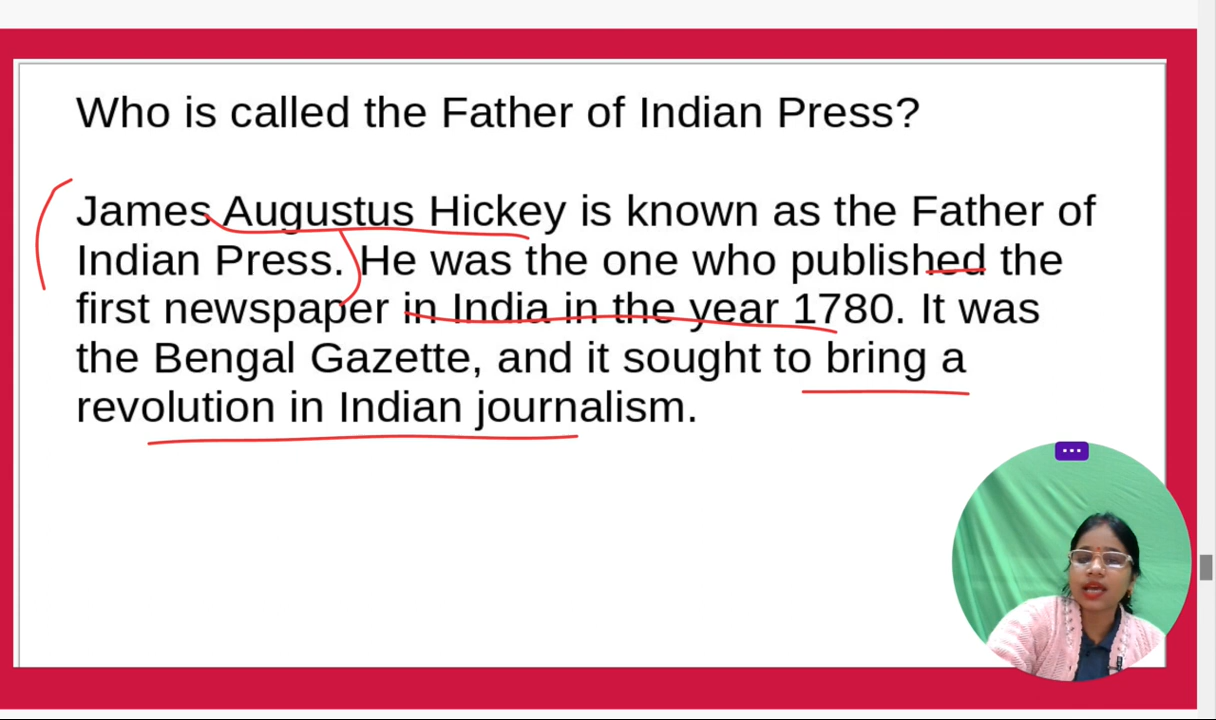 Who is called the Father of Indian Press?
James Augustus Hickey is known as the Father of
Indian Press. He was the one who published the
first newspaper in India in the year 1780. It was
the Bengal Gazette, and it sought to bring a
revolution in Indian journalism.